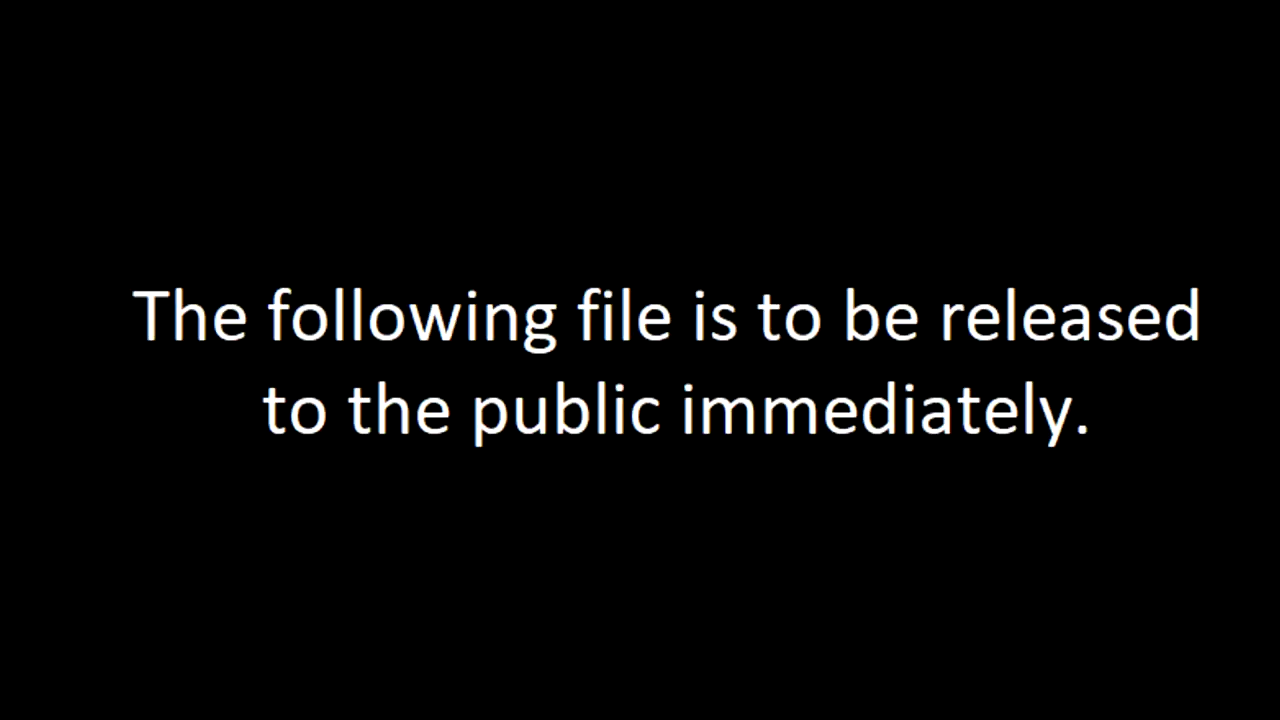 The following file is to be released
to the public immediately.